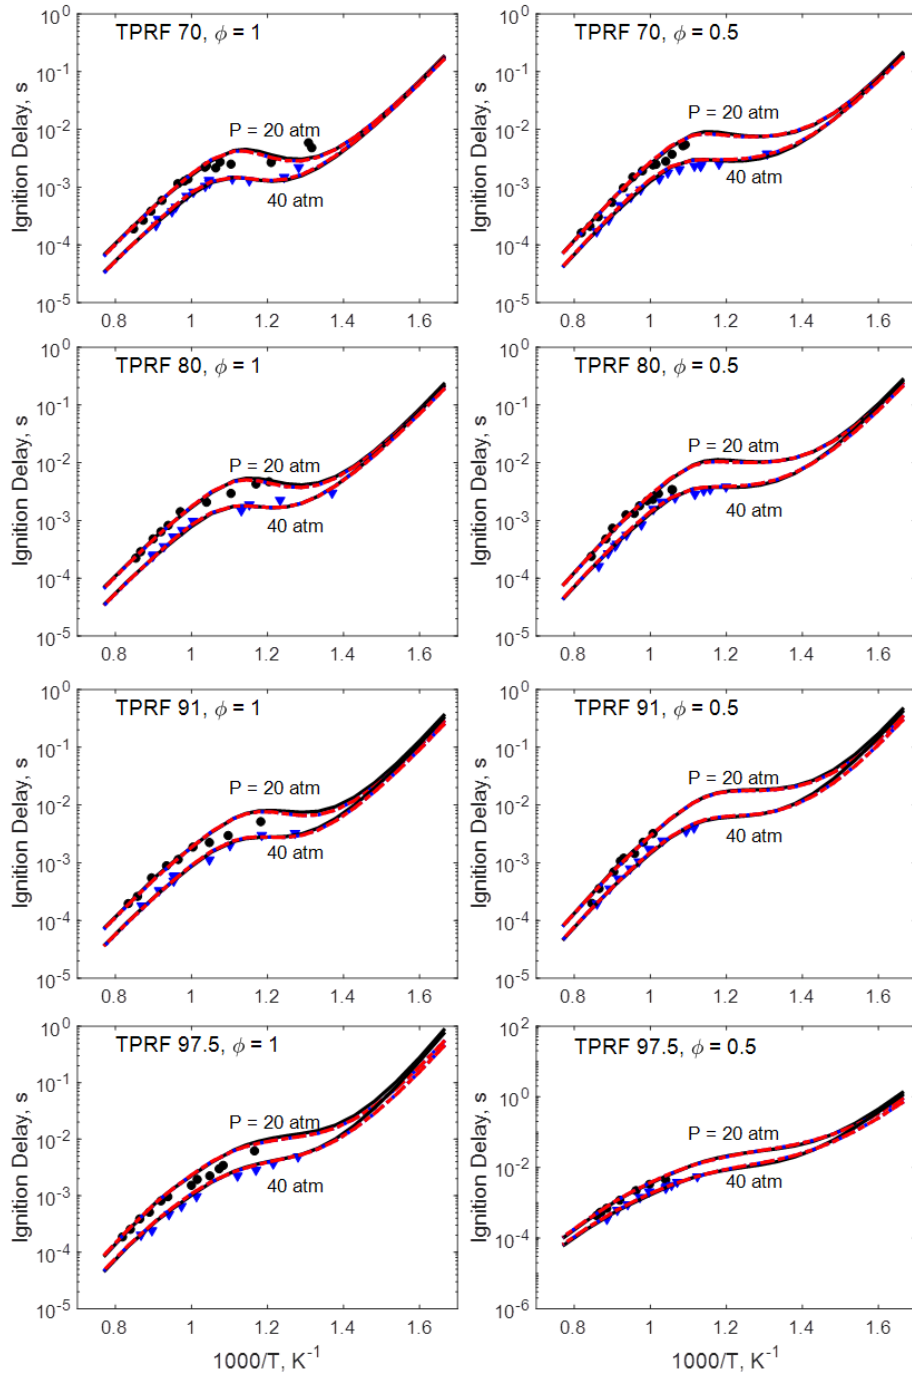 TPRF 70, ϕ = 1
Ignition Delay, s
10^0
10^-1
10^-2
10^-3
10^-4
10^-5
P = 20 atm
40 atm
0.8 1 1.2 1.4 1.6
TPRF 70, ϕ = 0.5
Ignition Delay, s
10^0
10^-1
10^-2
10^-3
10^-4
10^-5
P = 20 atm
40 atm
0.8 1 1.2 1.4 1.6
TPRF 80, ϕ = 1
Ignition Delay, s
10^0
10^-1
10^-2
10^-3
10^-4
10^-5
P = 20 atm
40 atm
0.8 1 1.2 1.4 1.6
TPRF 80, ϕ = 0.5
Ignition Delay, s
10^0
10^-1
10^-2
10^-3
10^-4
10^-5
P = 20 atm
40 atm
0.8 1 1.2 1.4 1.6
TPRF 91, ϕ = 1
Ignition Delay, s
10^0
10^-1
10^-2
10^-3
10^-4
10^-5
P = 20 atm
40 atm
0.8 1 1.2 1.4 1.6
TPRF 91, ϕ = 0.5
Ignition Delay, s
10^0
10^-1
10^-2
10^-3
10^-4
10^-5
P = 20 atm
40 atm
0.8 1 1.2 1.4 1.6
TPRF 97.5, ϕ = 1
Ignition Delay, s
10^0
10^-1
10^-2
10^-3
10^-4
10^-5
P = 20 atm
40 atm
0.8 1 1.2 1.4 1.6
1000/T, K^-1
TPRF 97.5, ϕ = 0.5
Ignition Delay, s
10^2
10^0
10^-2
10^-4
10^-6
P = 20 atm
40 atm
0.8 1 1.2 1.4 1.6
1000/T, K^-1